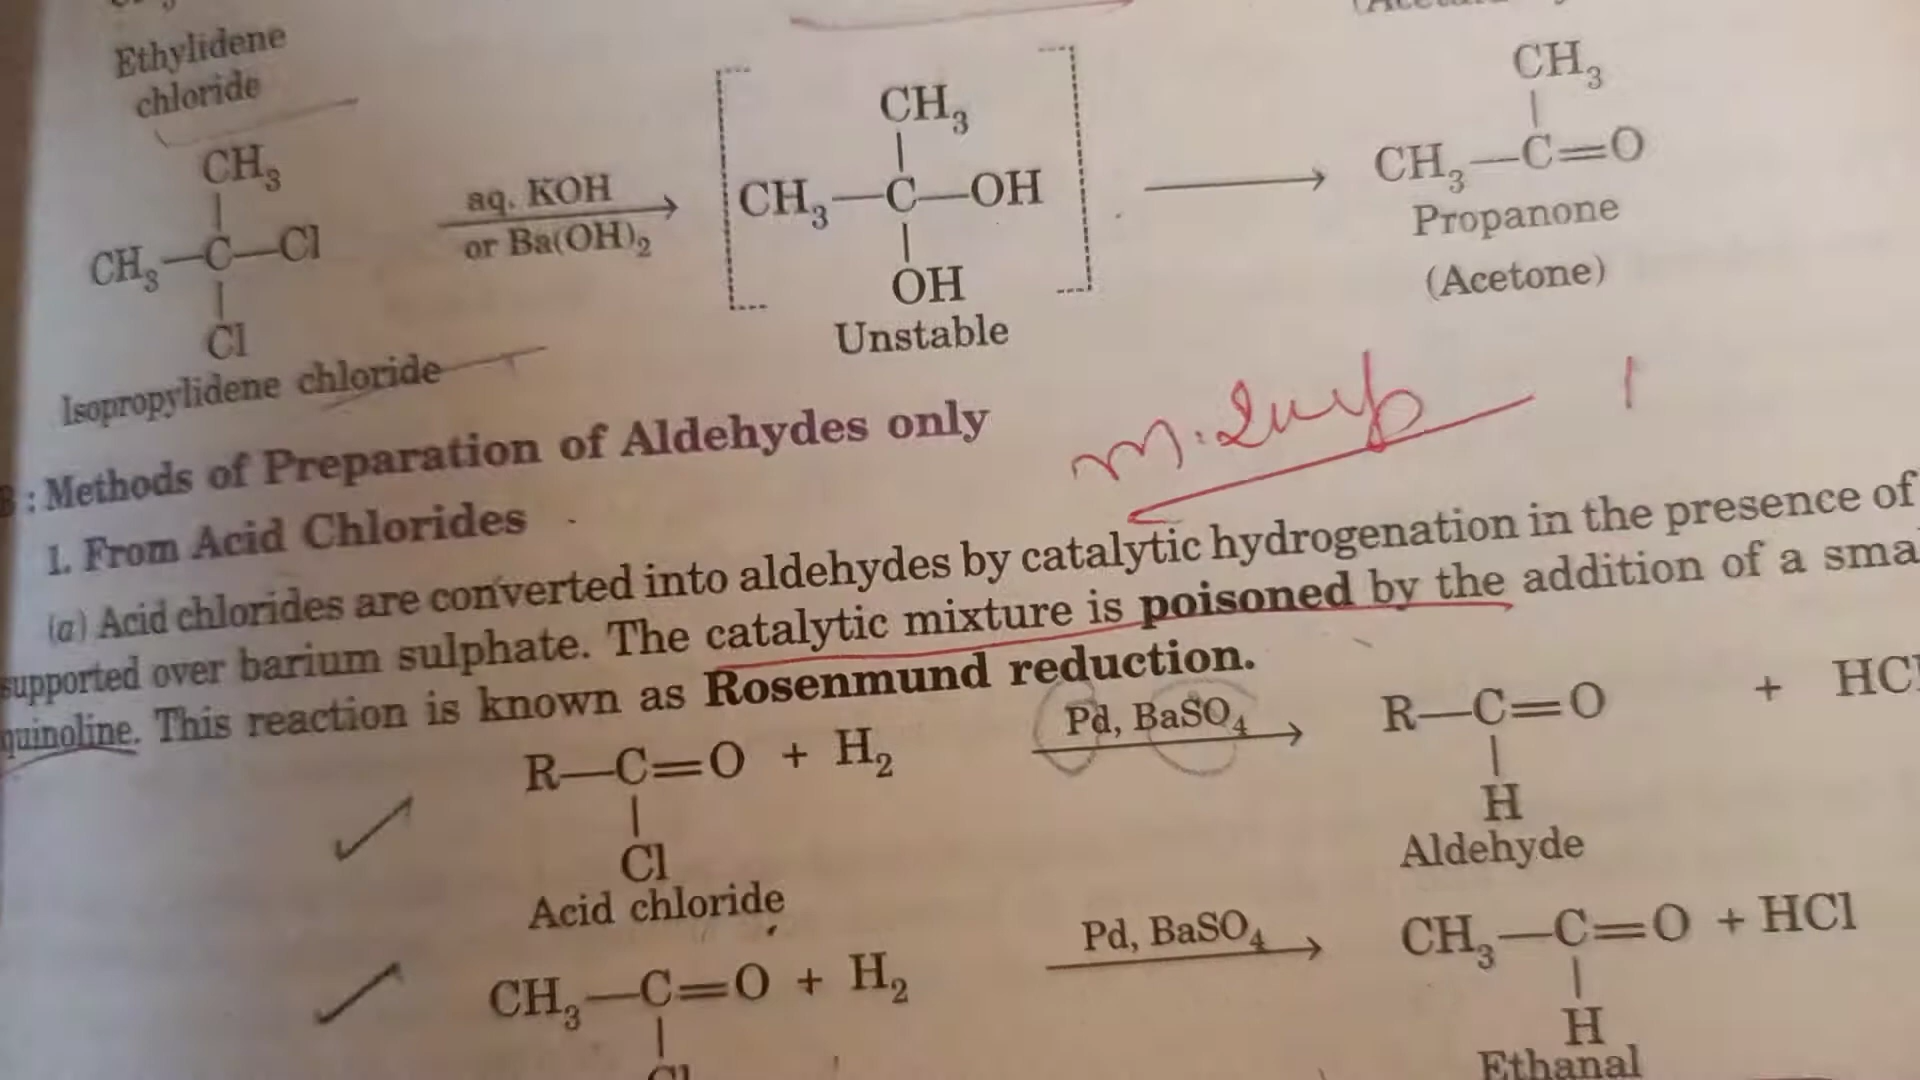 Ethylidene
chloride
CH₃
CH₃—C—Cl
Cl
Isopropylidene chloride
aq. KOH
or Ba(OH)₂
CH₃
CH₃—C—OH
OH
Unstable
CH₃
CH₃—C=O
Propanone
(Acetone)
B : Methods of Preparation of Aldehydes only
M. Imp
1. From Acid Chlorides
(a) Acid chlorides are converted into aldehydes by catalytic hydrogenation in the presence of
supported over barium sulphate. The catalytic mixture is poisoned by the addition of a
quinoline. This reaction is known as Rosenmund reduction.
R—C=O + H₂ Pd, BaSO₄ R—C=O + HCl
Cl H
Acid chloride Aldehyde
CH₃—C=O + H₂ Pd, BaSO₄ CH₃—C=O + HCl
Cl H
Ethanal